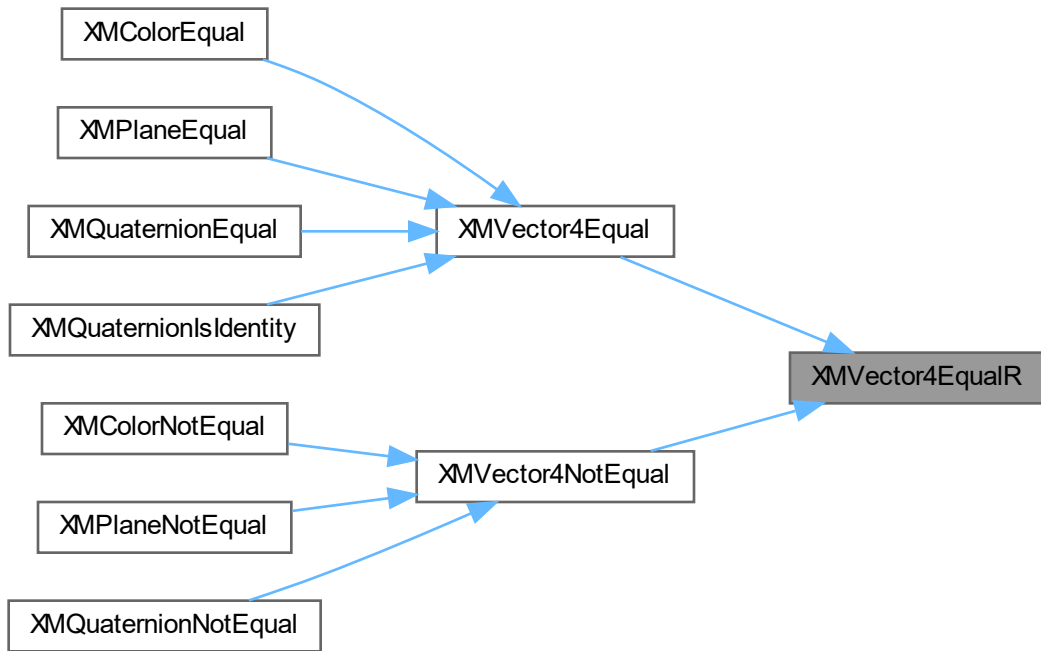 XMColorEqual
XMPlaneEqual
XMQuaternionEqual
XMVector4Equal
XMQuaternionIsIdentity
XMVector4EqualR
XMColorNotEqual
XMVector4NotEqual
XMPlaneNotEqual
XMQuaternionNotEqual